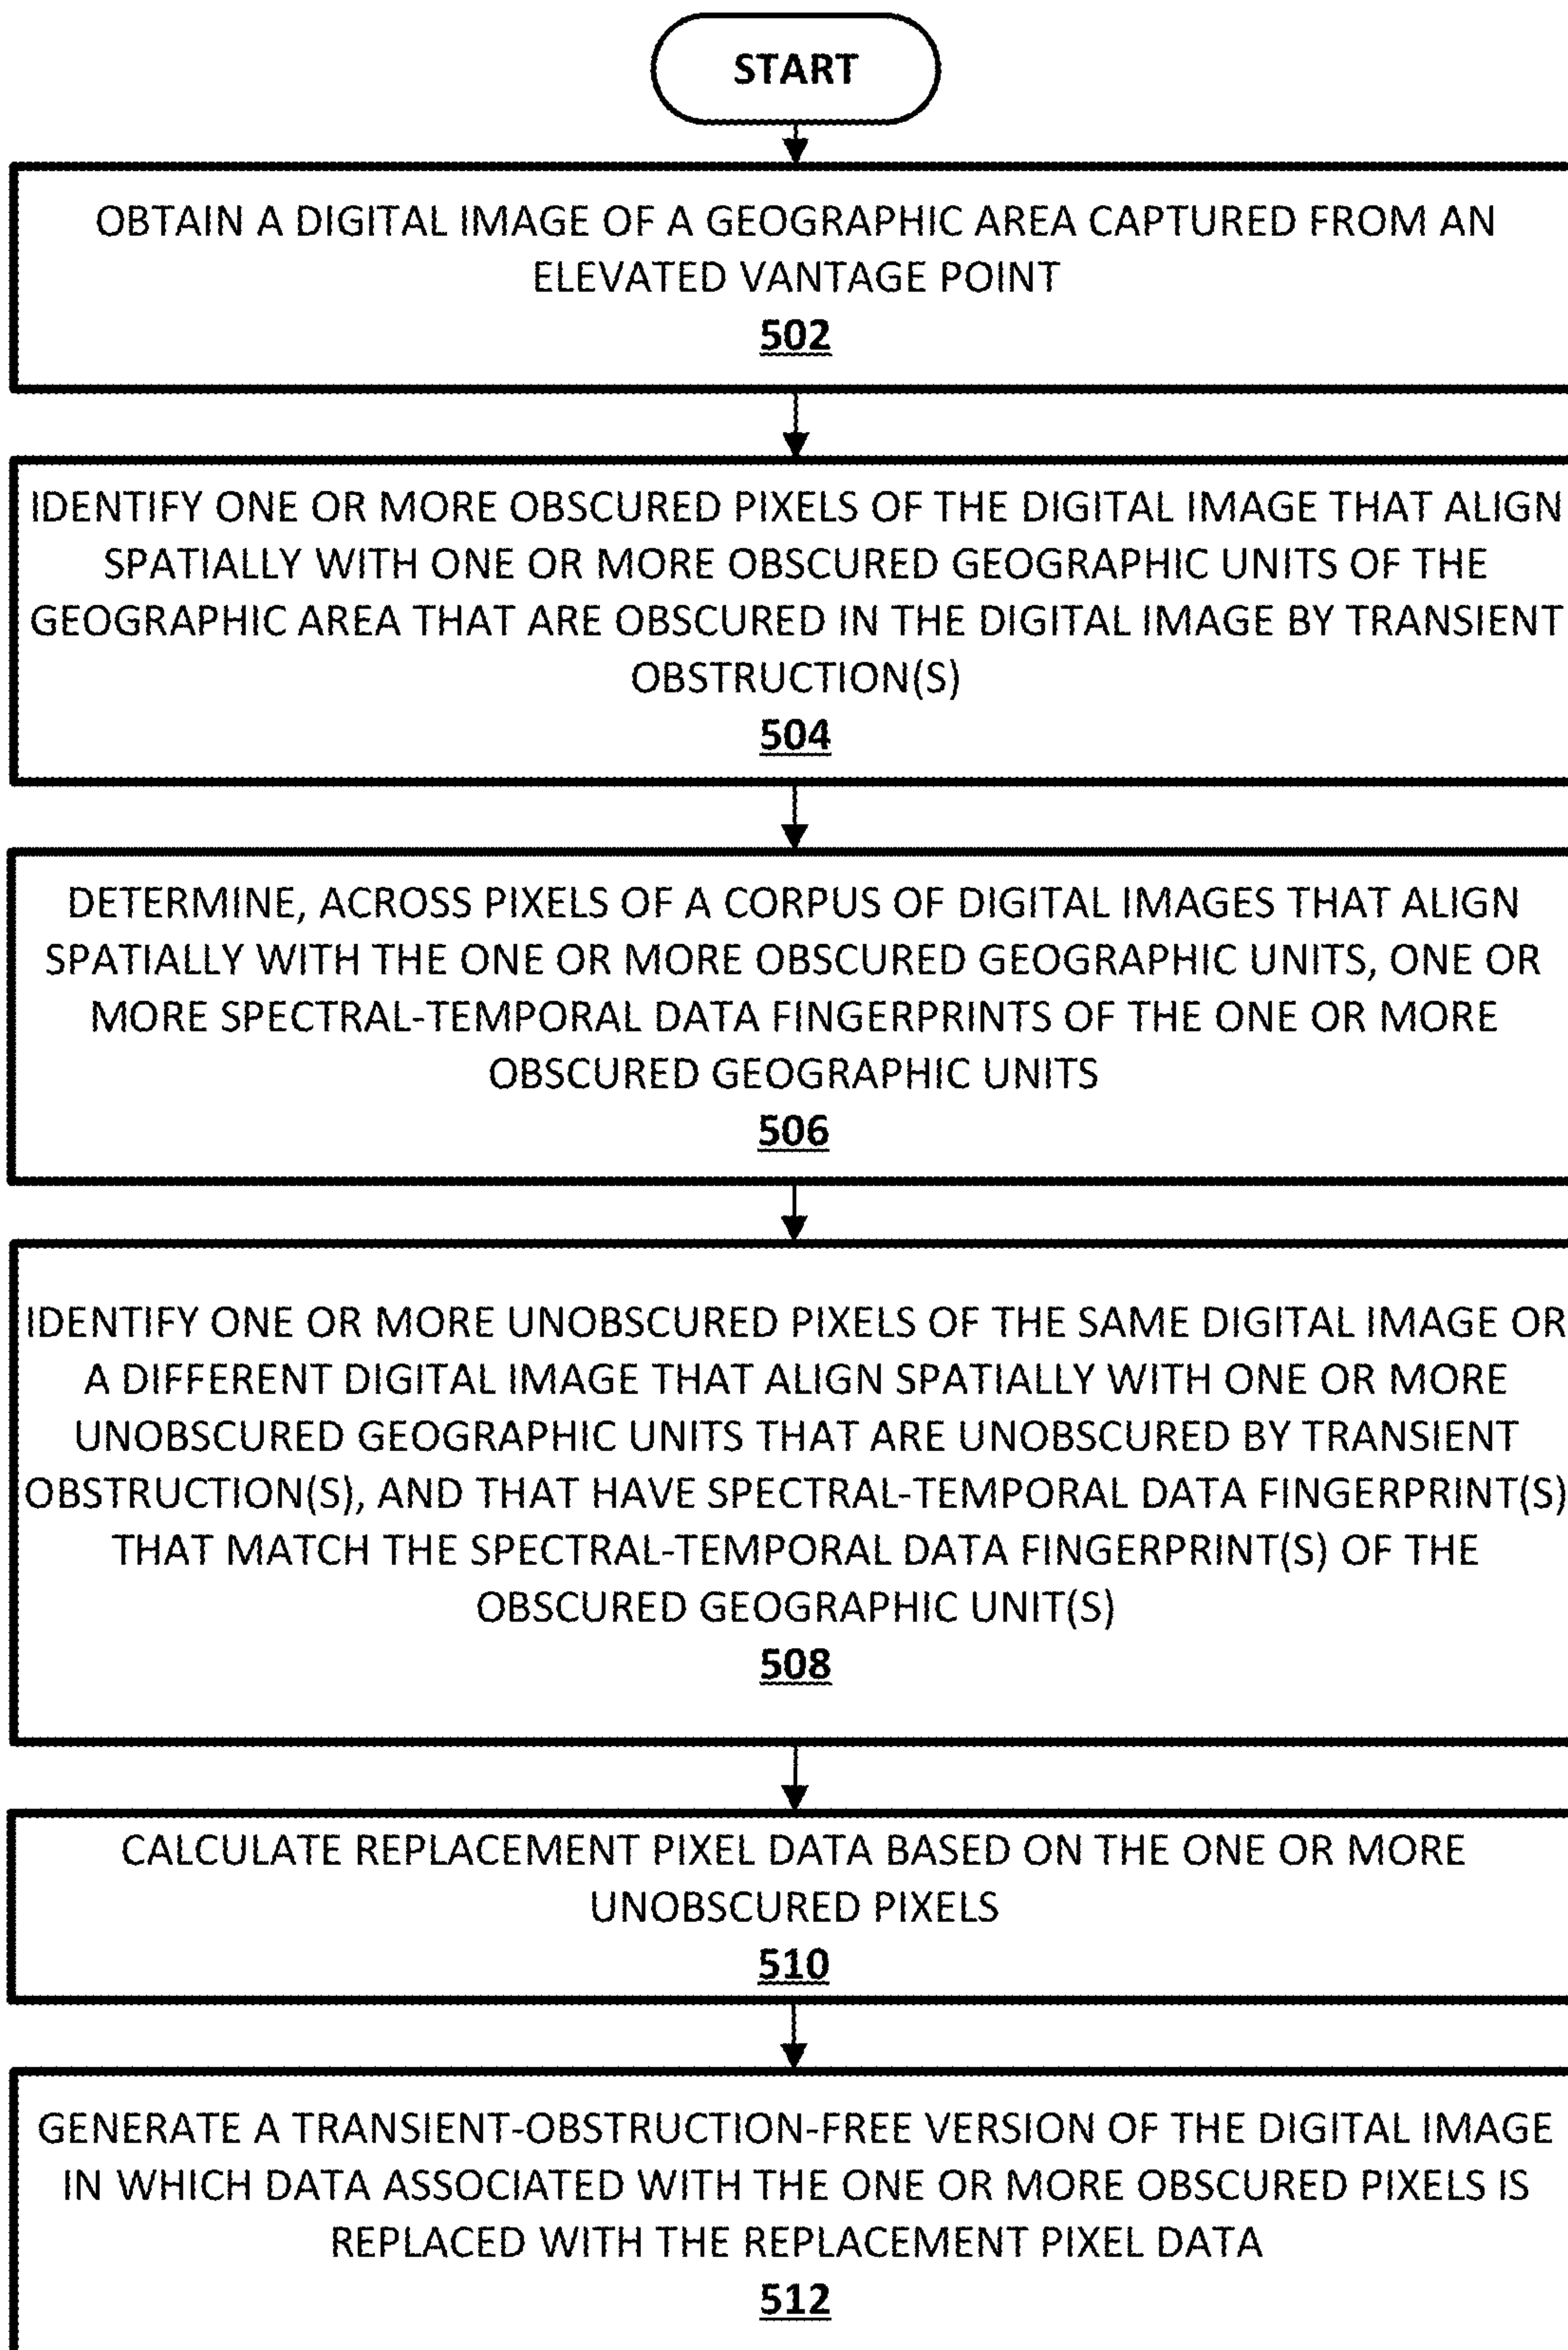 START
OBTAIN A DIGITAL IMAGE OF A GEOGRAPHIC AREA CAPTURED FROM AN
ELEVATED VANTAGE POINT
502
IDENTIFY ONE OR MORE OBSCURED PIXELS OF THE DIGITAL IMAGE THAT ALIGN
SPATIALLY WITH ONE OR MORE OBSCURED GEOGRAPHIC UNITS OF THE
GEOGRAPHIC AREA THAT ARE OBSCURED IN THE DIGITAL IMAGE BY TRANSIENT
OBSTRUCTION(S)
504
DETERMINE, ACROSS PIXELS OF A CORPUS OF DIGITAL IMAGES THAT ALIGN
SPATIALLY WITH THE ONE OR MORE OBSCURED GEOGRAPHIC UNITS, ONE OR
MORE SPECTRAL-TEMPORAL DATA FINGERPRINTS OF THE ONE OR MORE
OBSCURED GEOGRAPHIC UNITS
506
IDENTIFY ONE OR MORE UNOBSCURED PIXELS OF THE SAME DIGITAL IMAGE OR
A DIFFERENT DIGITAL IMAGE THAT ALIGN SPATIALLY WITH ONE OR MORE
UNOBSCURED GEOGRAPHIC UNITS THAT ARE UNOBSCURED BY TRANSIENT
OBSTRUCTION(S), AND THAT HAVE SPECTRAL-TEMPORAL DATA FINGERPRINT(S)
THAT MATCH THE SPECTRAL-TEMPORAL DATA FINGERPRINT(S) OF THE
OBSCURED GEOGRAPHIC UNIT(S)
508
CALCULATE REPLACEMENT PIXEL DATA BASED ON THE ONE OR MORE
UNOBSCURED PIXELS
510
GENERATE A TRANSIENT-OBSTRUCTION-FREE VERSION OF THE DIGITAL IMAGE
IN WHICH DATA ASSOCIATED WITH THE ONE OR MORE OBSCURED PIXELS IS
REPLACED WITH THE REPLACEMENT PIXEL DATA
512